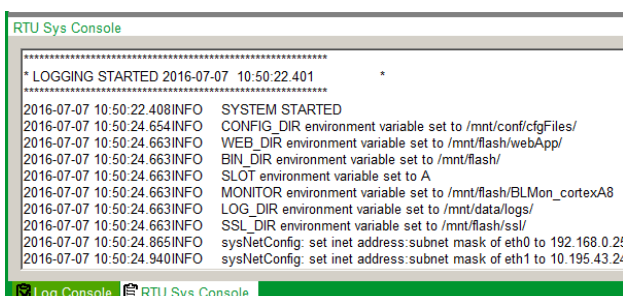 RTU Sys Console
***********************************************************
* LOGGING STARTED 2016-07-07 10:50:22.401 *
***********************************************************
2016-07-07 10:50:22.408INFO SYSTEM STARTED
2016-07-07 10:50:24.654INFO CONFIG_DIR environment variable set to /mnt/conf/cfgFiles/
2016-07-07 10:50:24.663INFO WEB_DIR environment variable set to /mnt/flash/webApp/
2016-07-07 10:50:24.663INFO BIN_DIR environment variable set to /mnt/flash/
2016-07-07 10:50:24.663INFO SLOT environment variable set to A
2016-07-07 10:50:24.663INFO MONITOR environment variable set to /mnt/flash/BLMon_cortexA8
2016-07-07 10:50:24.663INFO LOG_DIR environment variable set to /mnt/data/logs/
2016-07-07 10:50:24.663INFO SSL_DIR environment variable set to /mnt/flash/ssl/
2016-07-07 10:50:24.865INFO sysNetConfig: set inet address:subnet mask of eth0 to 192.168.0.25
2016-07-07 10:50:24.940INFO sysNetConfig: set inet address:subnet mask of eth1 to 10.195.43.24
Log Console RTU Sys Console